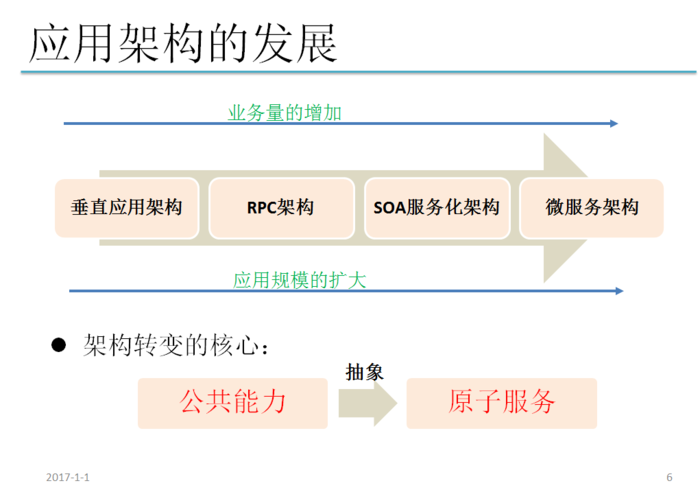 应用架构的发展
业务量的增加
垂直应用架构
RPC架构
SOA服务化架构
微服务架构
应用规模的扩大
● 架构转变的核心：
抽象
公共能力
原子服务
2017-1-1
6